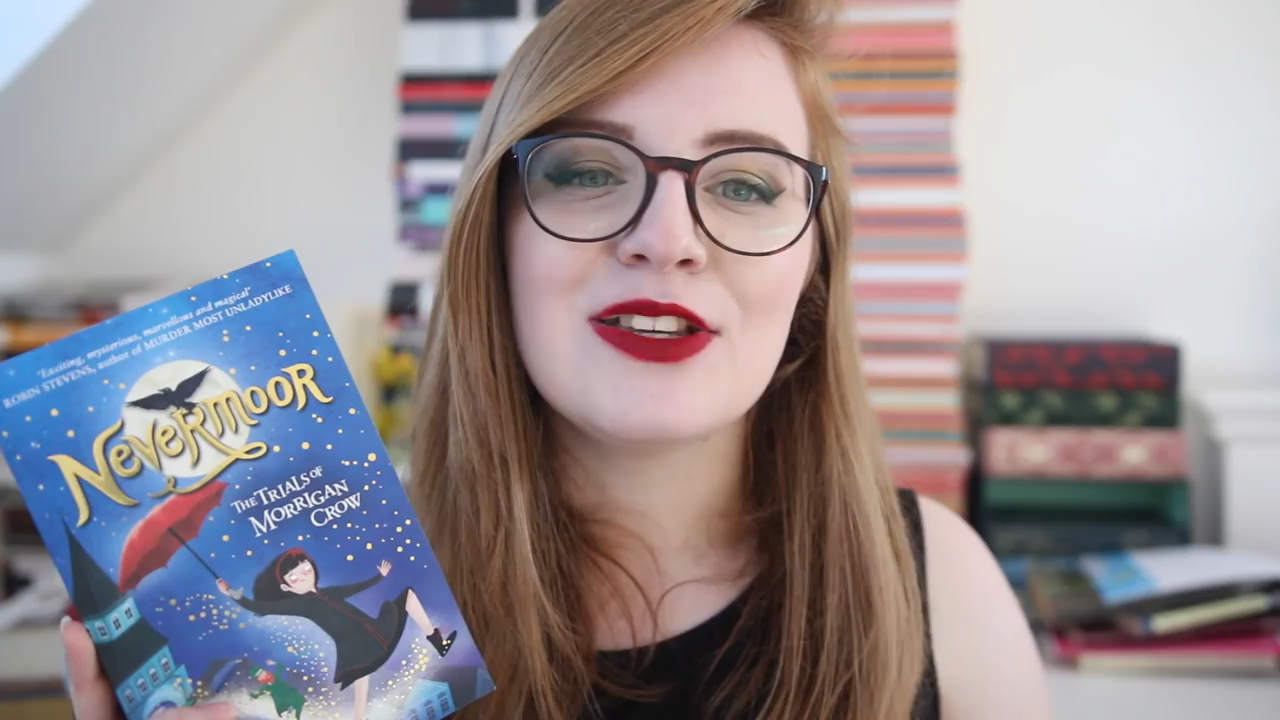 'Exciting, mysterious, marvellous and magical'
ROBIN STEVENS, author of MURDER MOST UNLADYLIKE
NEVERMOOR
THE TRIALS OF
MORRIGAN
CROW